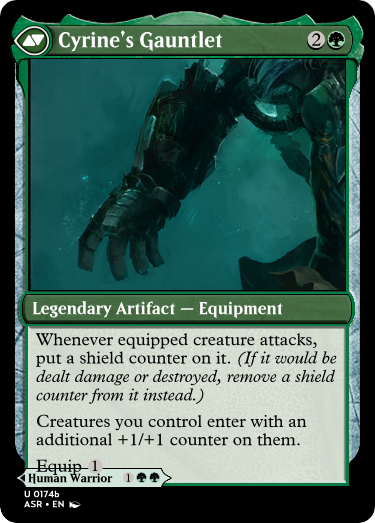 Cyrine's Gauntlet 2
Legendary Artifact — Equipment
Whenever equipped creature attacks,
put a shield counter on it. (If it would be
dealt damage or destroyed, remove a shield
counter from it instead.)
Creatures you control enter with an
additional +1/+1 counter on them.
Equip 1
Human Warrior 1
U 0174b
ASR • EN